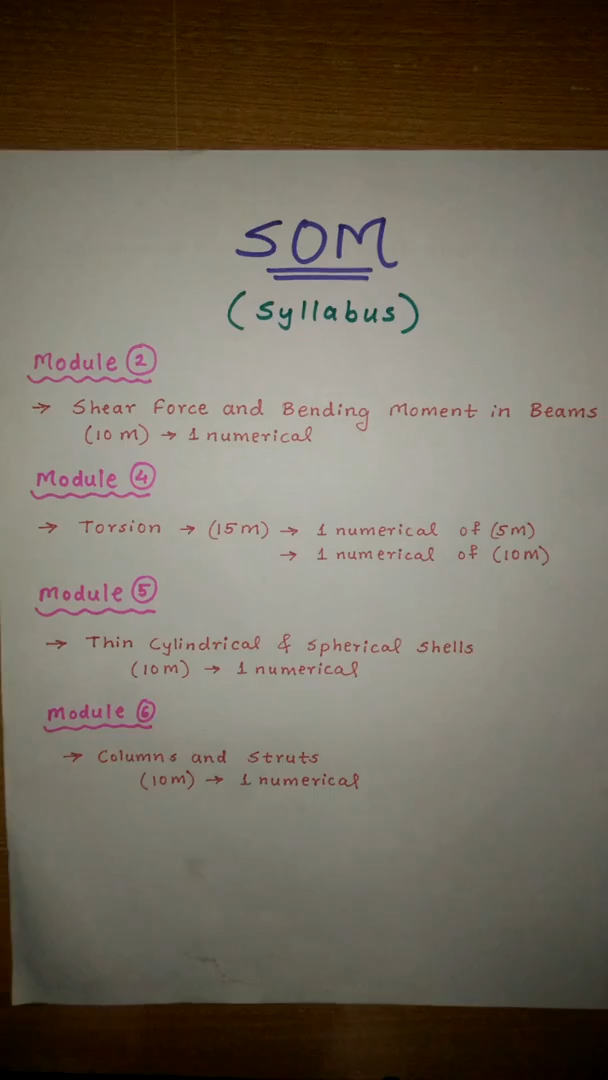 SOM
(Syllabus)
Module 2
→ Shear Force and Bending Moment in Beams
(10 M) → 1 numerical
Module 4
→ Torsion → (15M) → 1 numerical of (5M)
→ 1 numerical of (10M)
Module 5
→ Thin Cylindrical & Spherical Shells
(10M) → 1 numerical
Module 6
→ Columns and Struts
(10M) → 1 numerical